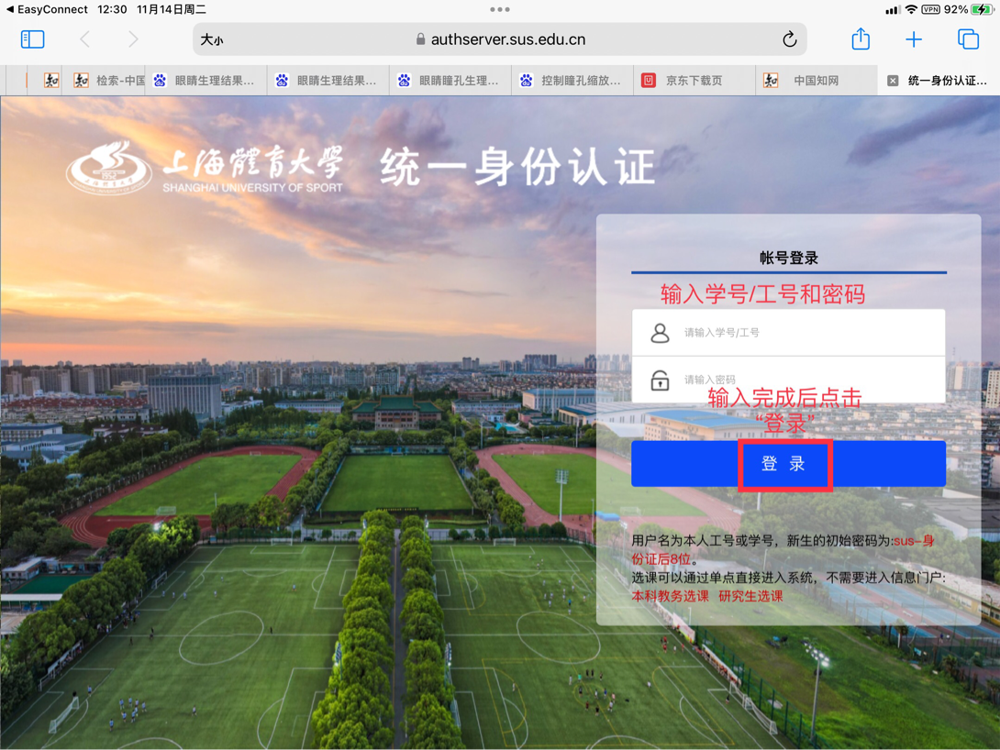 EasyConnect 12:30 11月14日周二
VPN 92%
大小 authserver.sus.edu.cn
检索-中国 眼睛生理结果... 眼睛生理结果... 眼睛瞳孔生理... 控制瞳孔缩放... 京东下载页 中国知网 统一身份认证...
上海體育大學 统一身份认证
SHANGHAI UNIVERSITY OF SPORT
帐号登录
输入学号/工号和密码
请输入学号/工号
请输入密码
输入完成后点击
“登录”
登 录
用户名为本人工号或学号，新生的初始密码为:sus-身
份证后8位。
选课可以通过单点直接进入系统，不需要进入信息门户:
本科教务选课 研究生选课